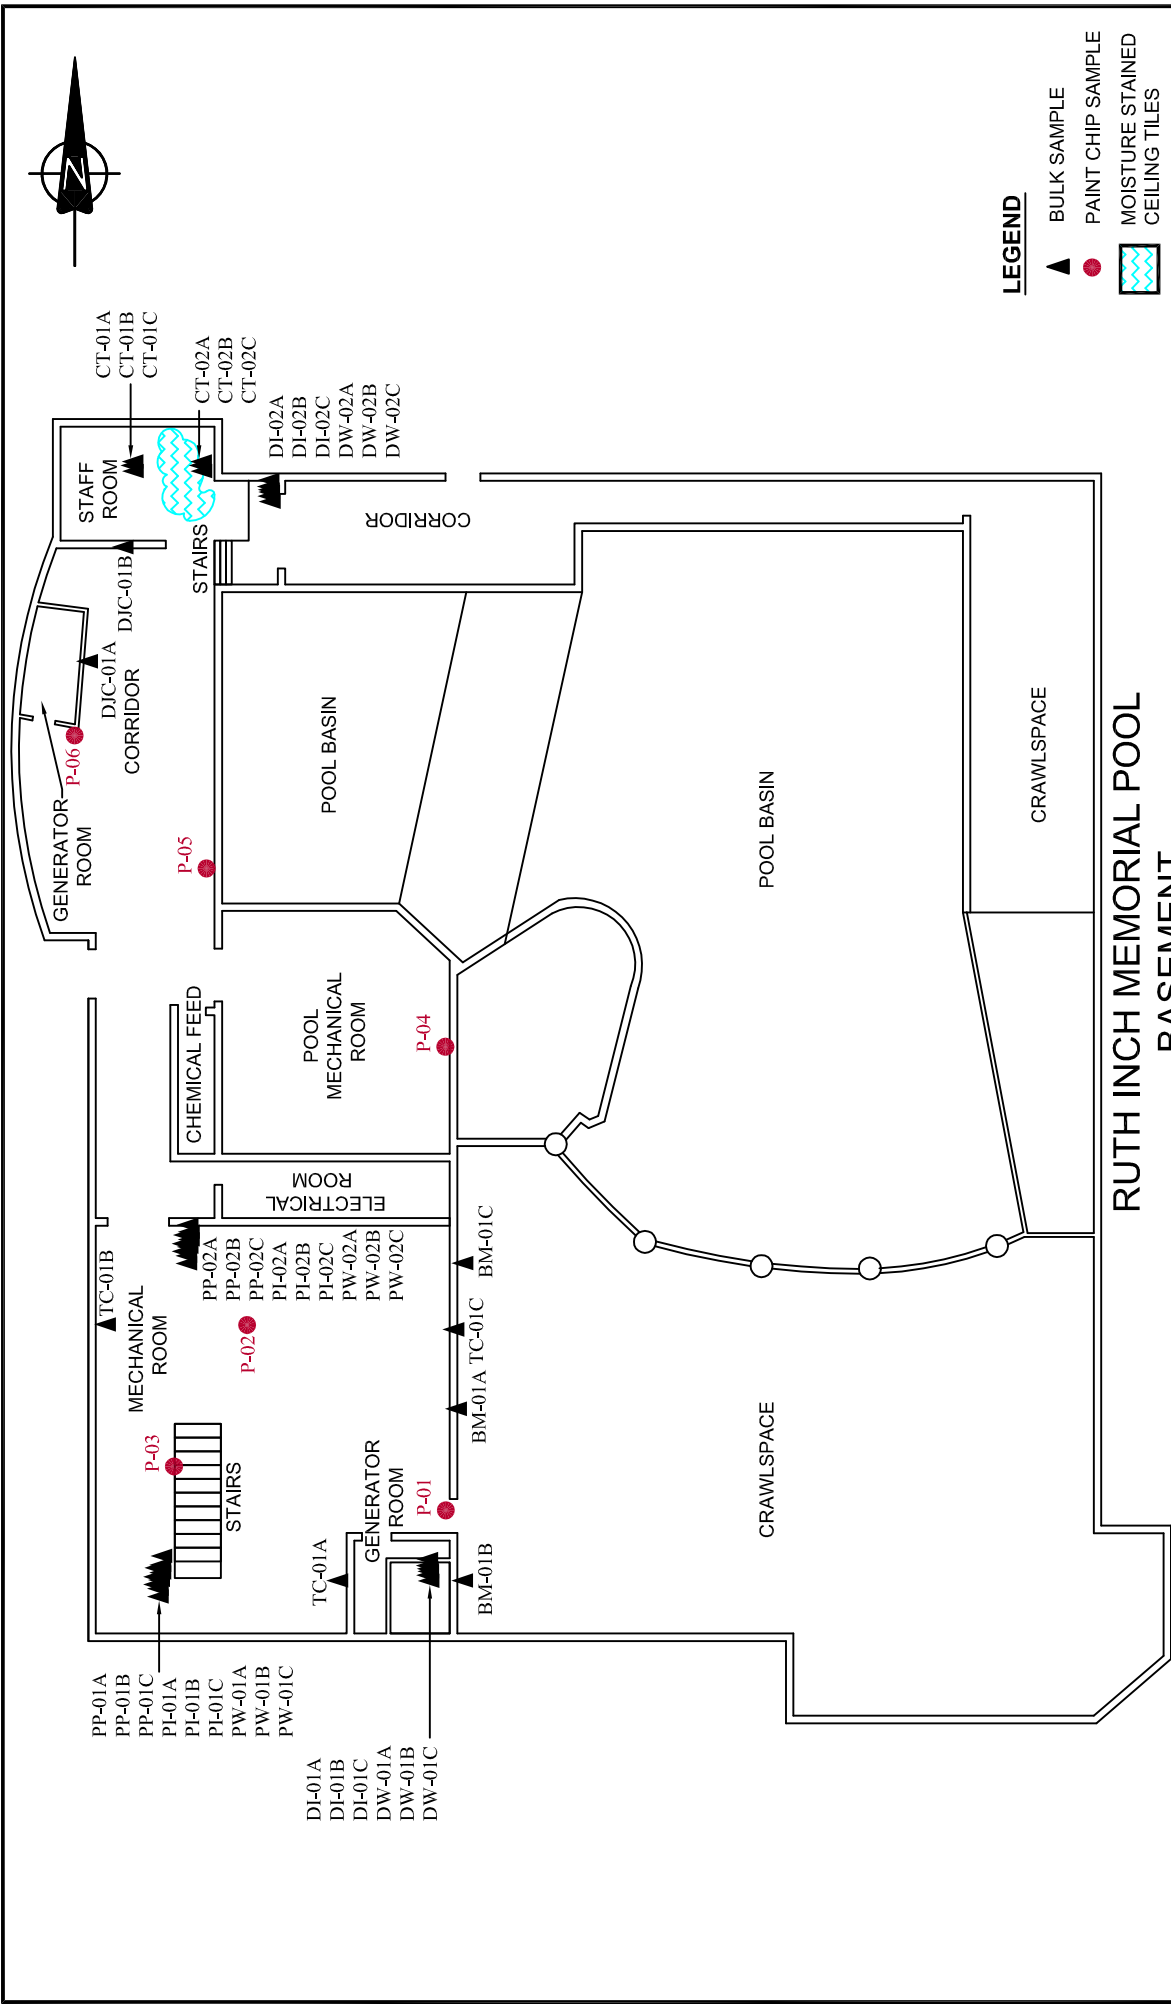 PP-01A
PP-01B
PP-01C
PI-01A
PI-01B
PI-01C
PW-01A
PW-01B
PW-01C
DI-01A
DI-01B
DI-01C
DW-01A
DW-01B
DW-01C
TC-01A
GENERATOR
ROOM
P-01
BM-01B
P-03
STAIRS
MECHANICAL
ROOM
TC-01B
P-02
PP-02A
PP-02B
PP-02C
PI-02A
PI-02B
PI-02C
PW-02A
PW-02B
PW-02C
BM-01A
TC-01C
BM-01C
ELECTRICAL
ROOM
CHEMICAL FEED
POOL
MECHANICAL
ROOM
P-04
GENERATOR
ROOM
P-05
P-06
DJC-01A
CORRIDOR
DJC-01B
STAFF
ROOM
STAIRS
CT-01A
CT-01B
CT-01C
CT-02A
CT-02B
CT-02C
DI-02A
DI-02B
DI-02C
DW-02A
DW-02B
DW-02C
CORRIDOR
POOL BASIN
POOL BASIN
CRAWLSPACE
CRAWLSPACE
N
LEGEND
BULK SAMPLE
PAINT CHIP SAMPLE
MOISTURE STAINED
CEILING TILES
RUTH INCH MEMORIAL POOL
BASEMENT